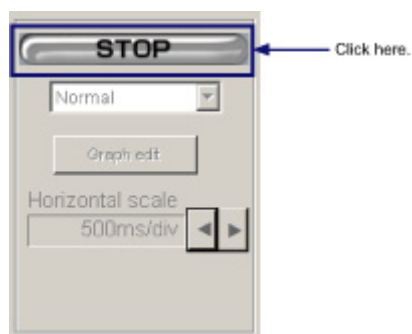 STOP
Click here.
Normal
Graph edit
Horizontal scale
500ms/div